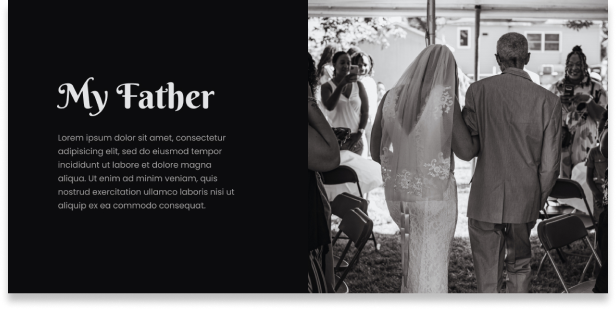 My Father
Lorem ipsum dolor sit amet, consectetur
adipisicing elit, sed do eiusmod tempor
incididunt ut labore et dolore magna
aliqua. Ut enim ad minim veniam, quis
nostrud exercitation ullamco laboris nisi ut
aliquip ex ea commodo consequat.